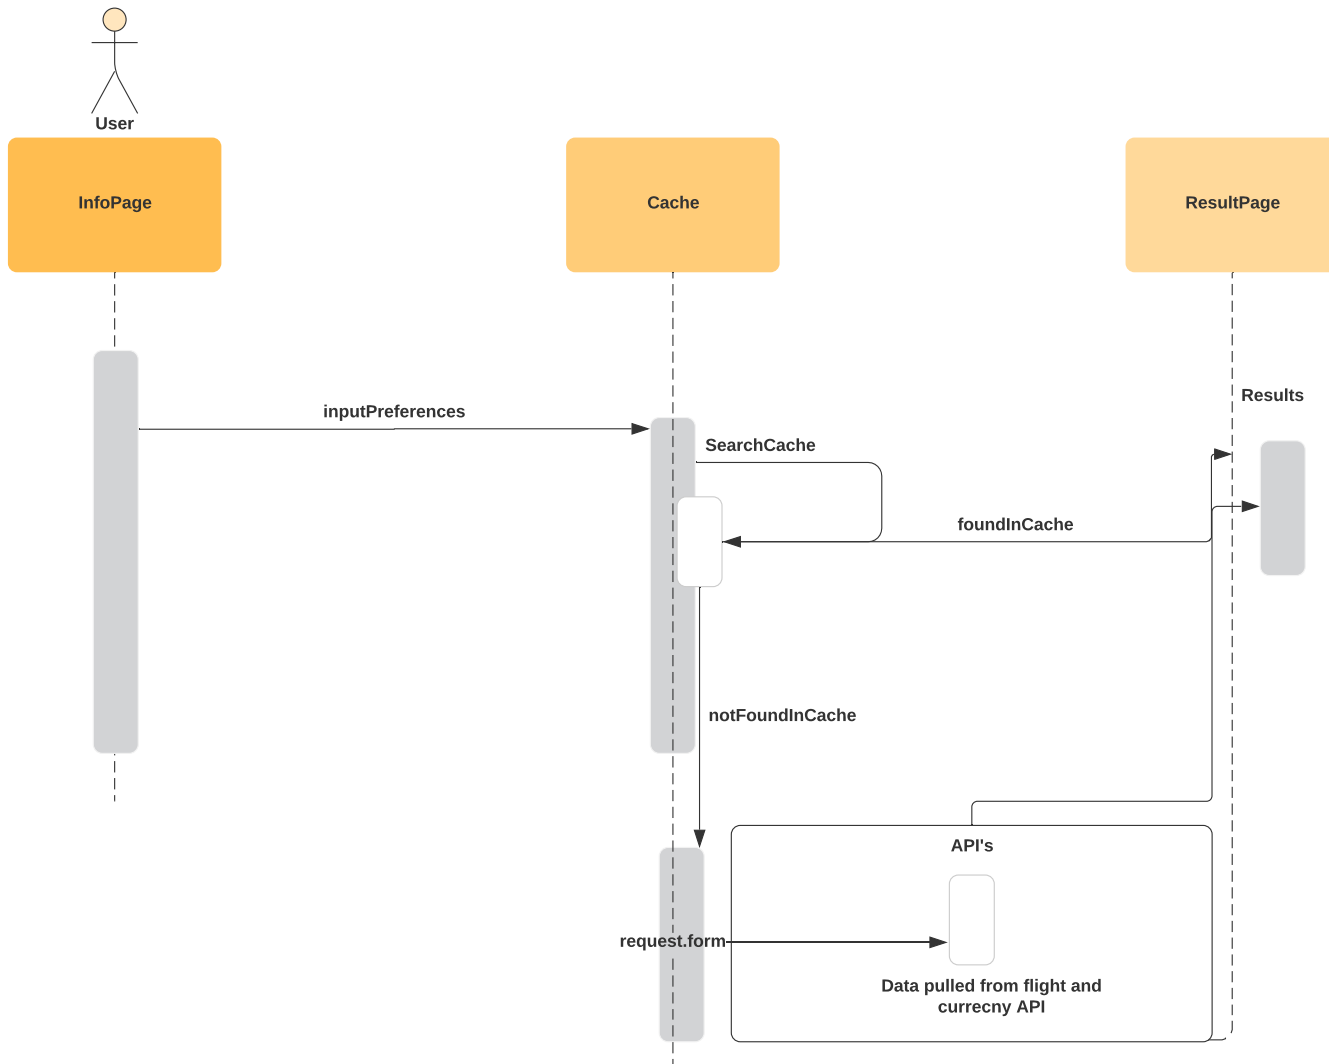 User
InfoPage
Cache
ResultPage
Results
inputPreferences
SearchCache
foundInCache
notFoundInCache
API's
request.form
Data pulled from flight and
currecny API